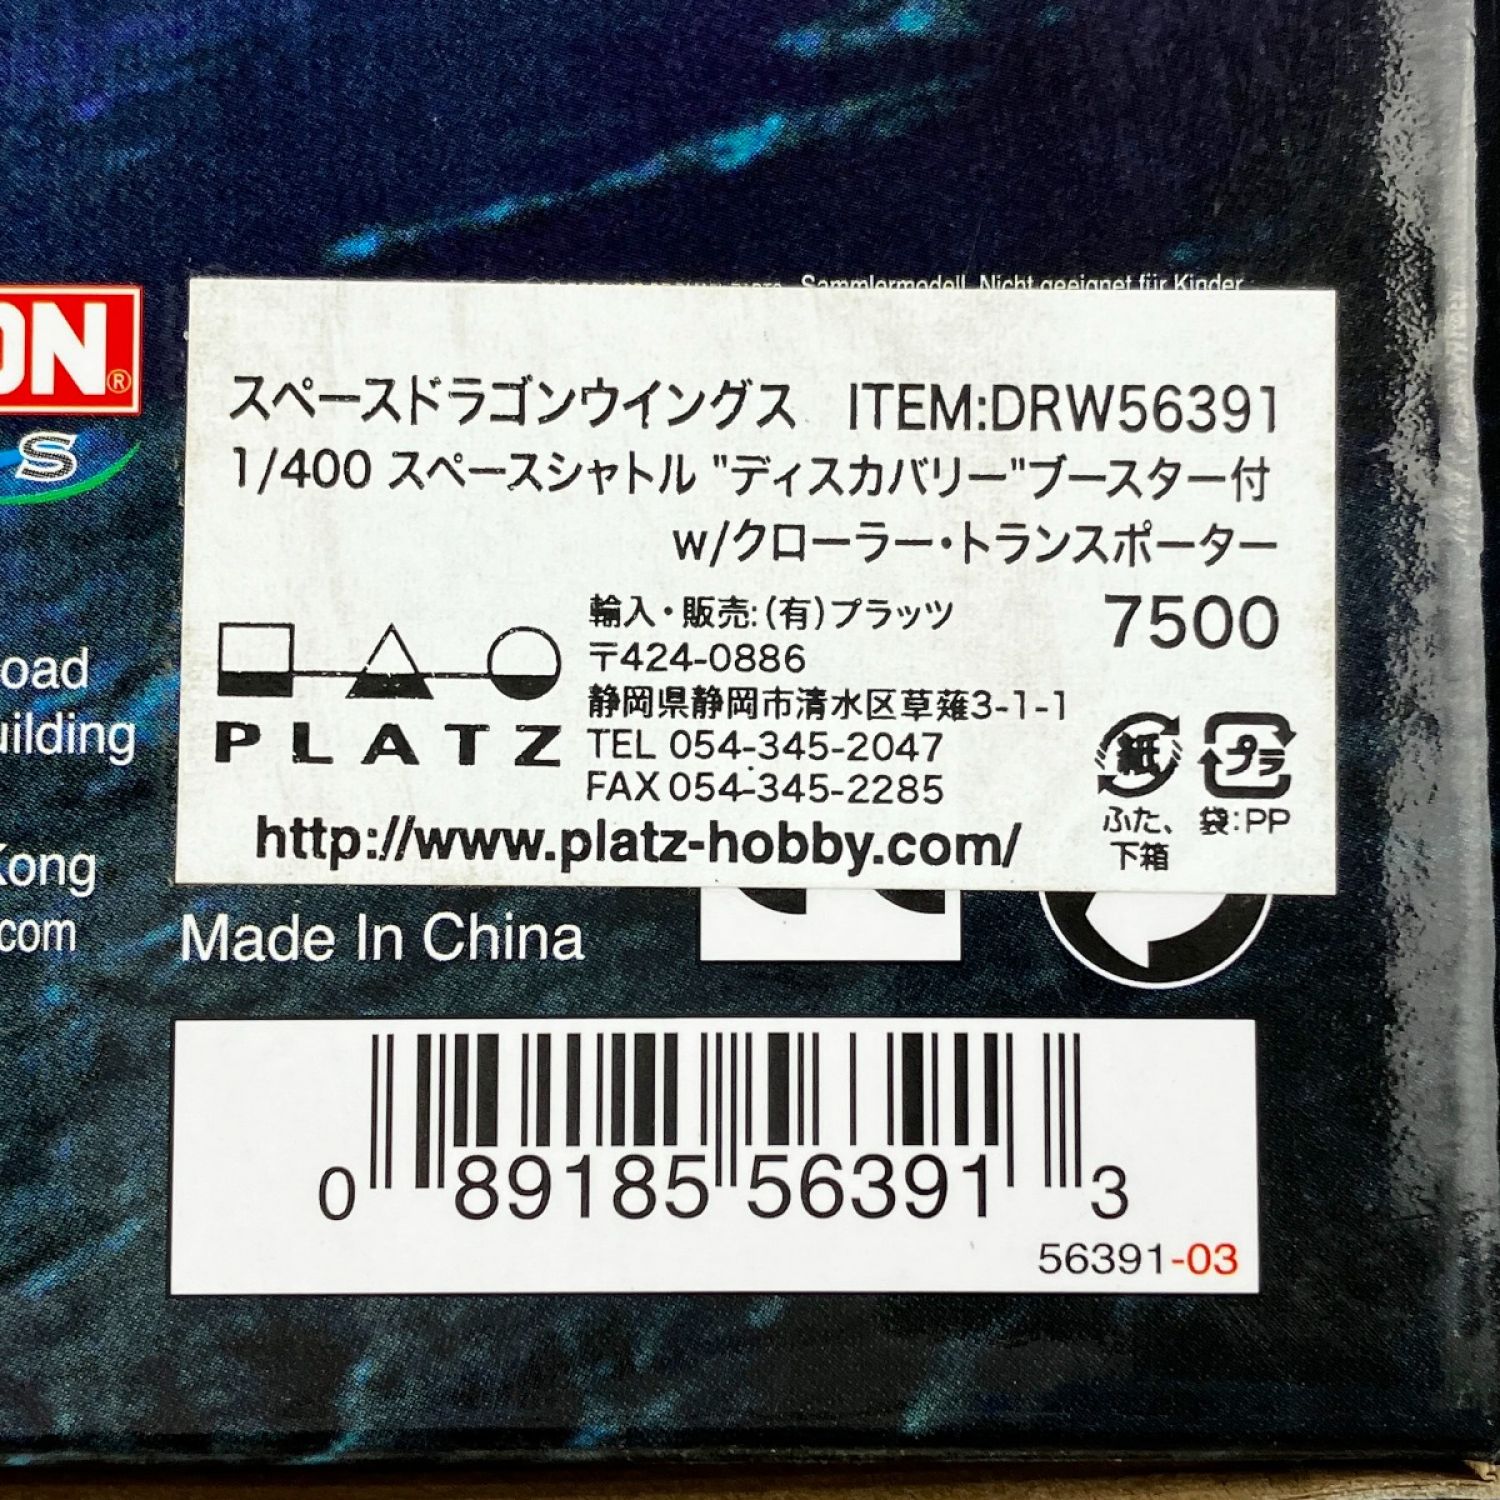 Sammlermodell. Nicht geeignet für Kinder
ON®
S
スペースドラゴンウイングス ITEM:DRW56391
1/400 スペースシャトル "ディスカバリー"ブースター付
w/クローラー・トランスポーター
輸入・販売:(有)プラッツ 7500
〒424-0886
静岡県静岡市清水区草薙3-1-1
PLATZ
TEL 054-345-2047
FAX 054-345-2285
http://www.platz-hobby.com/
紙 プラ
ふた、 袋:PP
下箱
oad
uilding
Kong
com
Made In China
0 89185 56391 3
56391-03